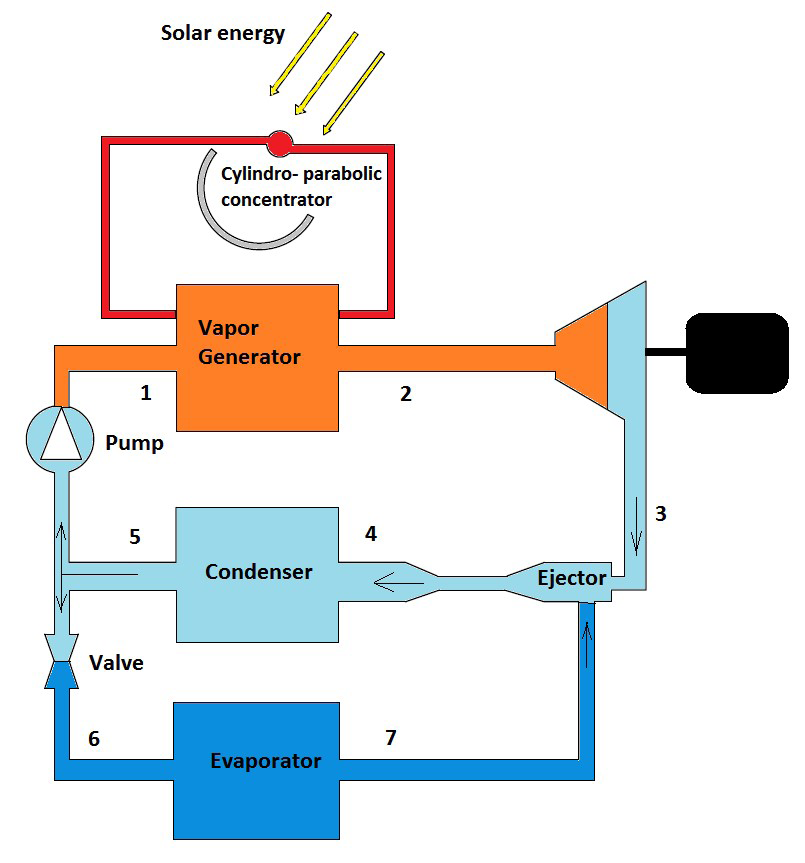 Solar energy
Cylindro- parabolic
concentrator
Vapor
Generator
1
2
Pump
3
5
4
Condenser
Ejector
Valve
6
7
Evaporator